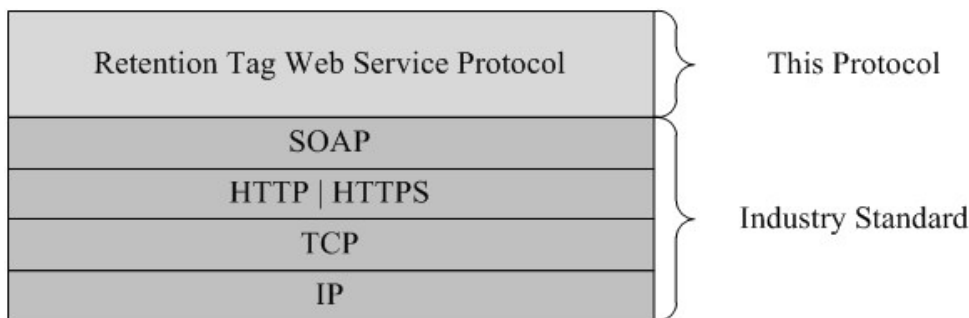 Retention Tag Web Service Protocol
This Protocol
SOAP
HTTP | HTTPS
TCP
IP
Industry Standard